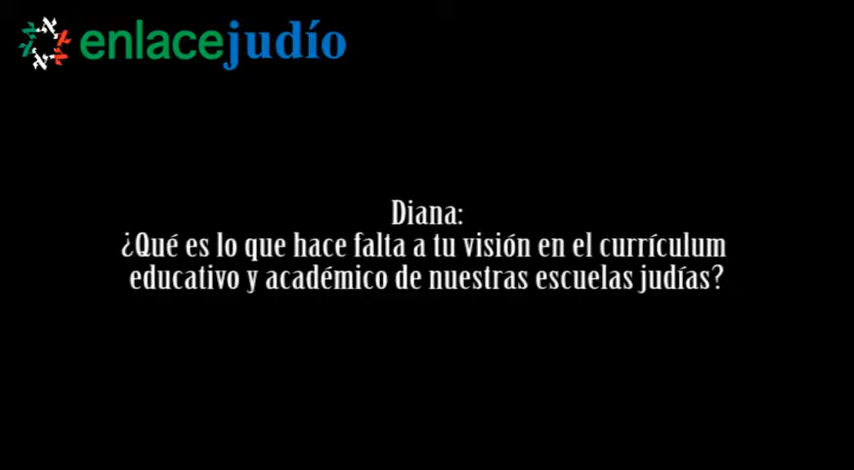 enlacejudío
Diana:
¿Qué es lo que hace falta a tu visión en el currículum
educativo y académico de nuestras escuelas judías?